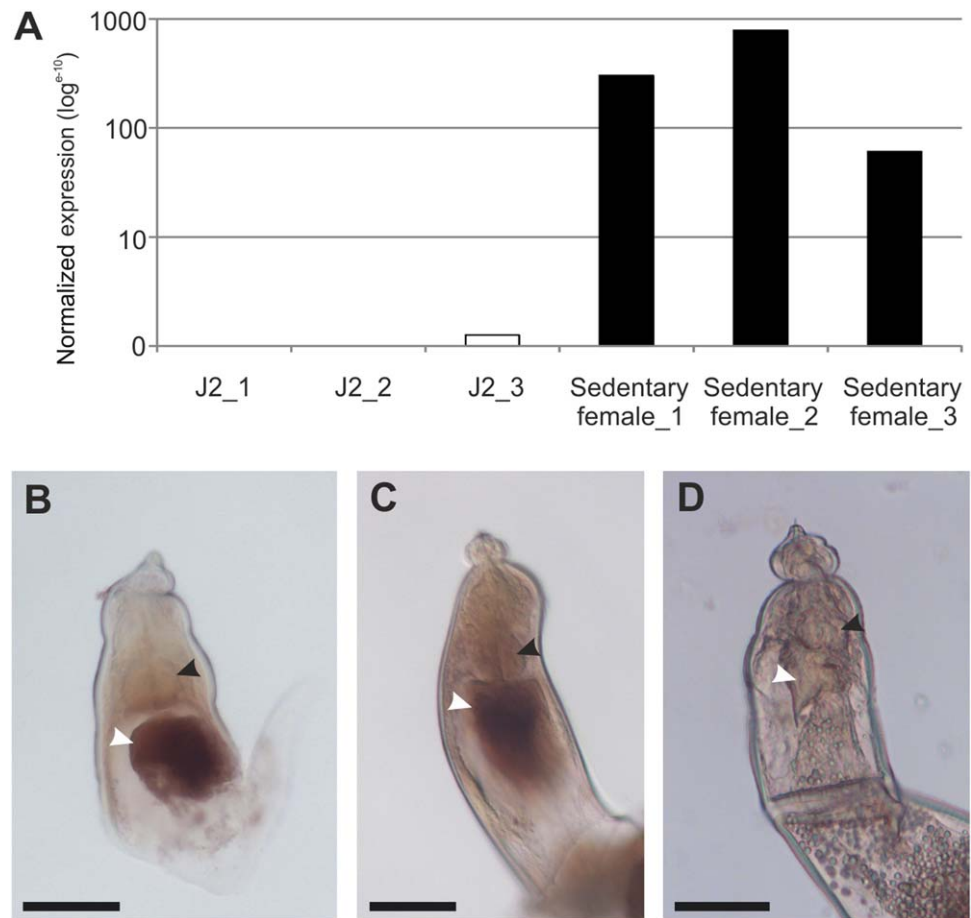 A
Normalized expression (log^e-10)
1000
100
10
0
J2_1
J2_2
J2_3
Sedentary
female_1
Sedentary
female_2
Sedentary
female_3
B
C
D